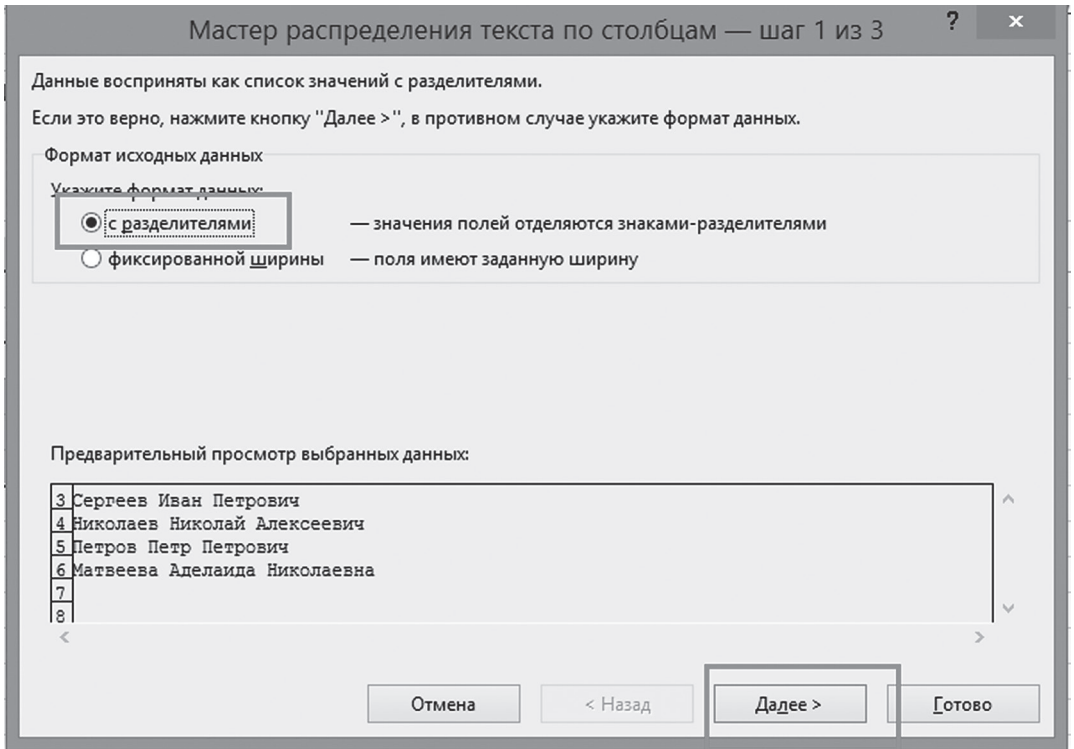 Мастер распределения текста по столбцам — шаг 1 из 3
?
Данные восприняты как список значений с разделителями.
Если это верно, нажмите кнопку "Далее >", в противном случае укажите формат данных.
Формат исходных данных
Укажите формат данных:
с разделителями — значения полей отделяются знаками-разделителями
фиксированной ширины — поля имеют заданную ширину
Предварительный просмотр выбранных данных:
3 Сергеев Иван Петрович
4 Николаев Николай Алексеевич
5 Петров Петр Петрович
6 Матвеева Аделаида Николаевна
7
8
Отмена < Назад Далее > Готово